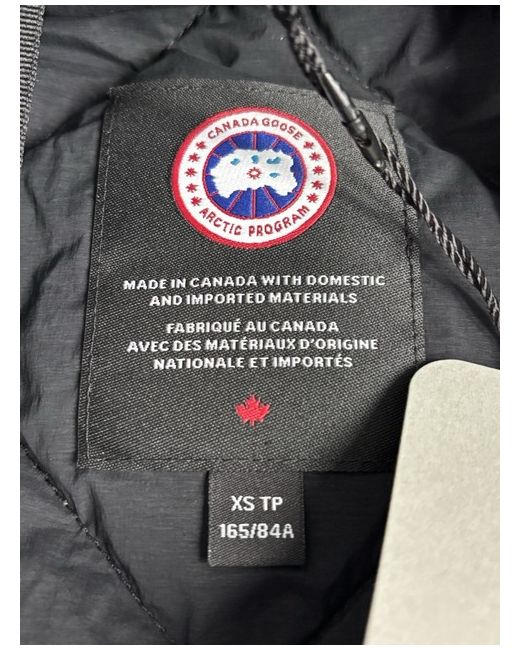 CANADA GOOSE
ARCTIC PROGRAM
MADE IN CANADA WITH DOMESTIC
AND IMPORTED MATERIALS
FABRIQUÉ AU CANADA
AVEC DES MATÉRIAUX D'ORIGINE
NATIONALE ET IMPORTÉS
XS TP
165/84A